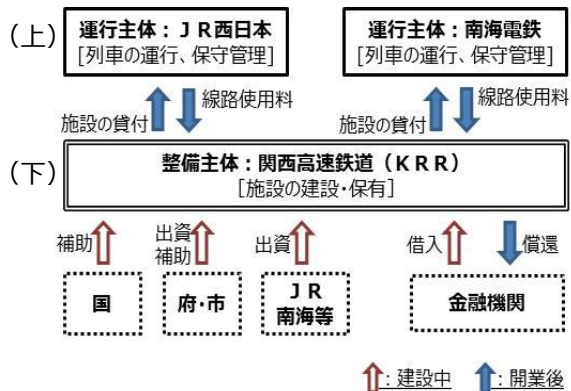 (上)
運行主体:JR西日本
[列車の運行、保守管理]
運行主体:南海電鉄
[列車の運行、保守管理]
施設の貸付
線路使用料
施設の貸付
線路使用料
(下)
整備主体:関西高速鉄道(KRR)
[施設の建設・保有]
補助
出資
補助
出資
借入
償還
国
府・市
JR
南海等
金融機関
:建設中
:開業後